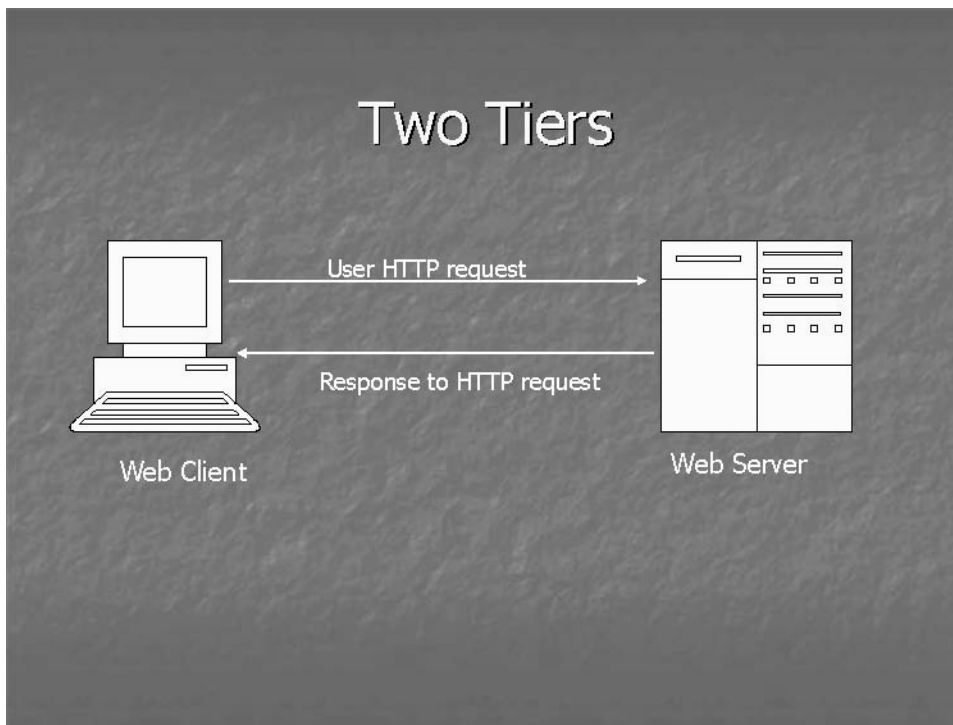 Two Tiers
User HTTP request
Response to HTTP request
Web Client
Web Server